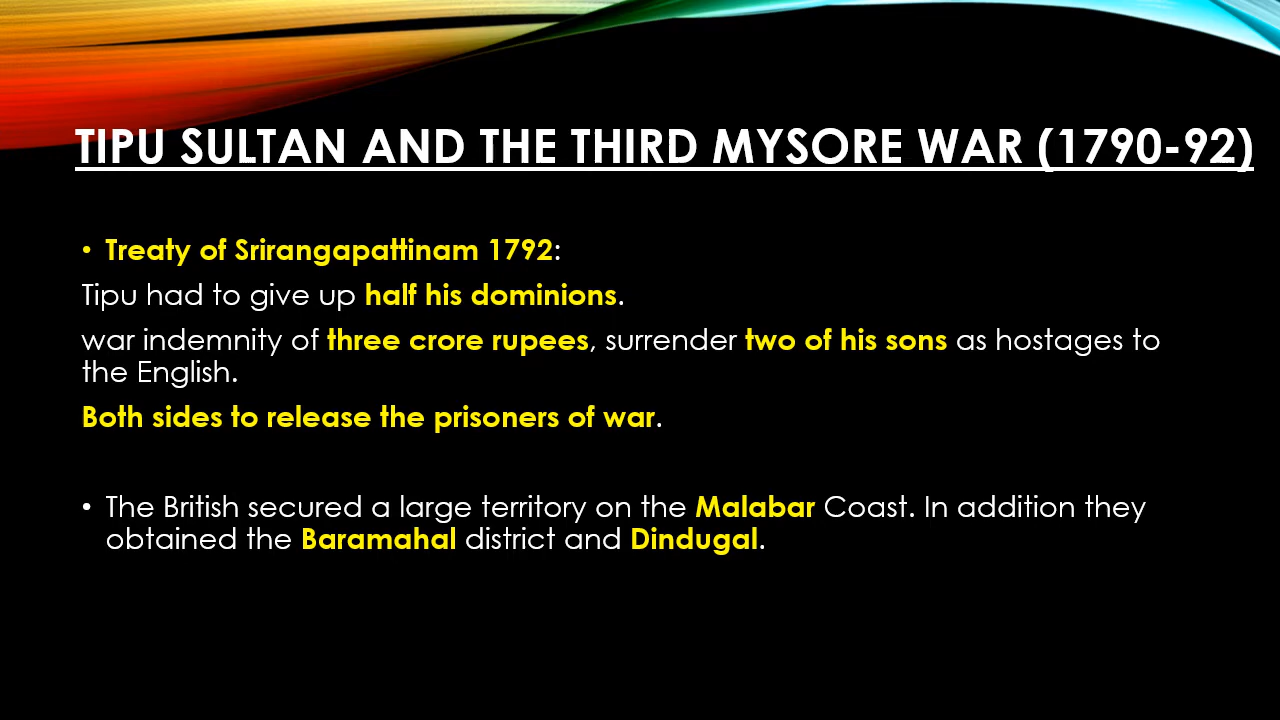 TIPU SULTAN AND THE THIRD MYSORE WAR (1790-92)
• Treaty of Srirangapattinam 1792:
Tipu had to give up half his dominions.
war indemnity of three crore rupees, surrender two of his sons as hostages to
the English.
Both sides to release the prisoners of war.
• The British secured a large territory on the Malabar Coast. In addition they
obtained the Baramahal district and Dindugal.